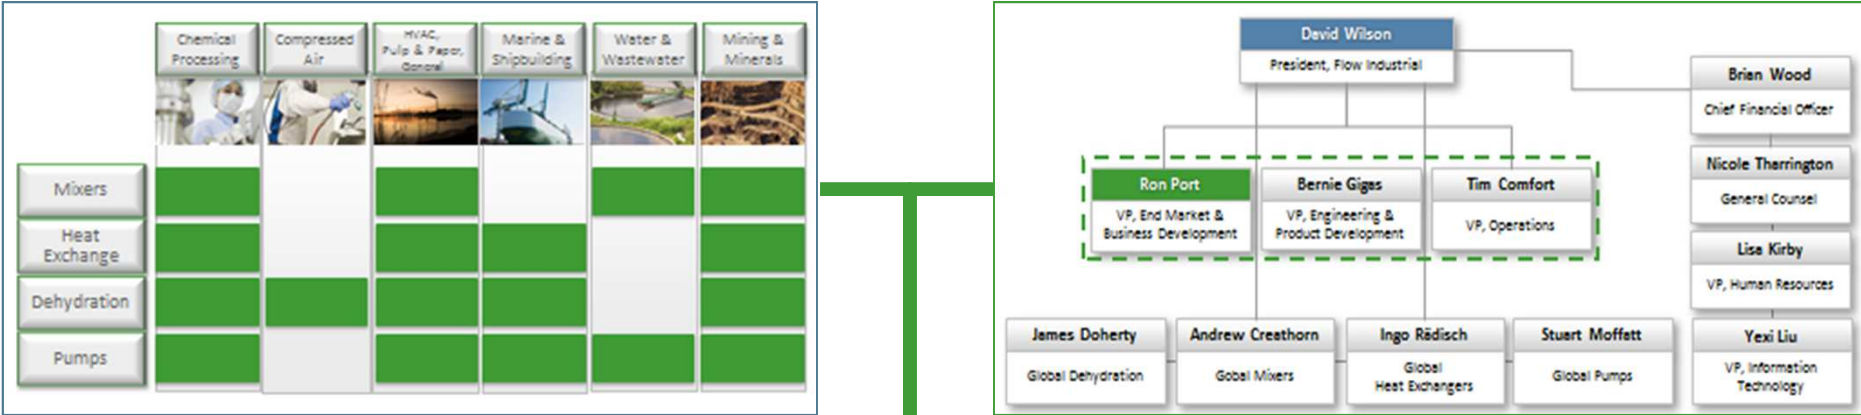 Chemical
Processing
Compressed
Air
HVAC,
Pulp & Paper,
General
Marine &
Shipbuilding
Water &
Wastewater
Mining &
Minerals
Mixers
Heat
Exchange
Dehydration
Pumps
David Wilson
President, Flow Industrial
Brian Wood
Chief Financial Officer
Nicole Tharrington
General Counsel
Lisa Kirby
VP, Human Resources
Yexi Liu
VP, Information
Technology
Ron Port
VP, End Market &
Business Development
Bernie Gigas
VP, Engineering &
Product Development
Tim Comfort
VP, Operations
James Doherty
Global Dehydration
Andrew Creathorn
Gobal Mixers
Ingo Rädisch
Global
Heat Exchangers
Stuart Moffatt
Global Pumps